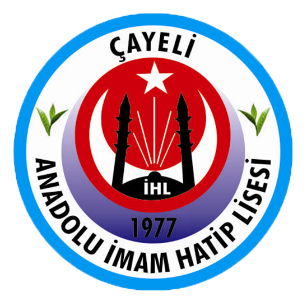 ÇAYELİ
İHL
1977
ANADOLU İMAM HATİP LİSESİ